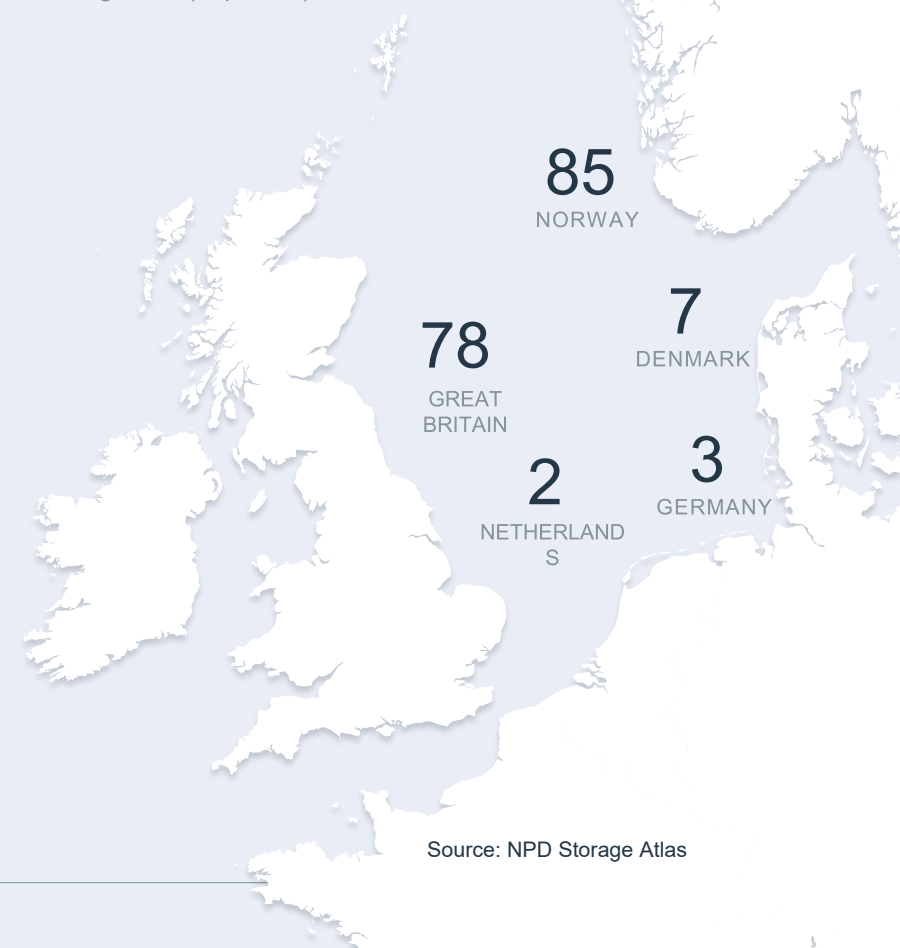 85
NORWAY
7
DENMARK
78
GREAT
BRITAIN
3
GERMANY
2
NETHERLAND
S
Source: NPD Storage Atlas